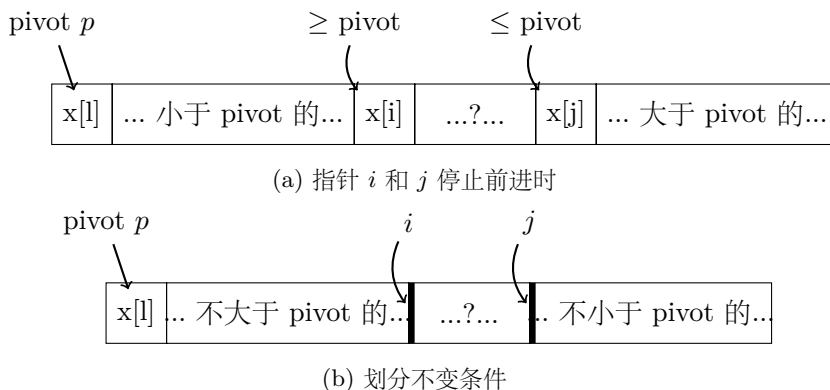 pivot p ≥ pivot ≤ pivot
x[l] ... 小于 pivot 的... x[i] ...?... x[j] ... 大于 pivot 的...
(a) 指针 i 和 j 停止前进时
pivot p i j
x[l] ... 不大于 pivot 的... ...?... ... 不小于 pivot 的...
(b) 划分不变条件